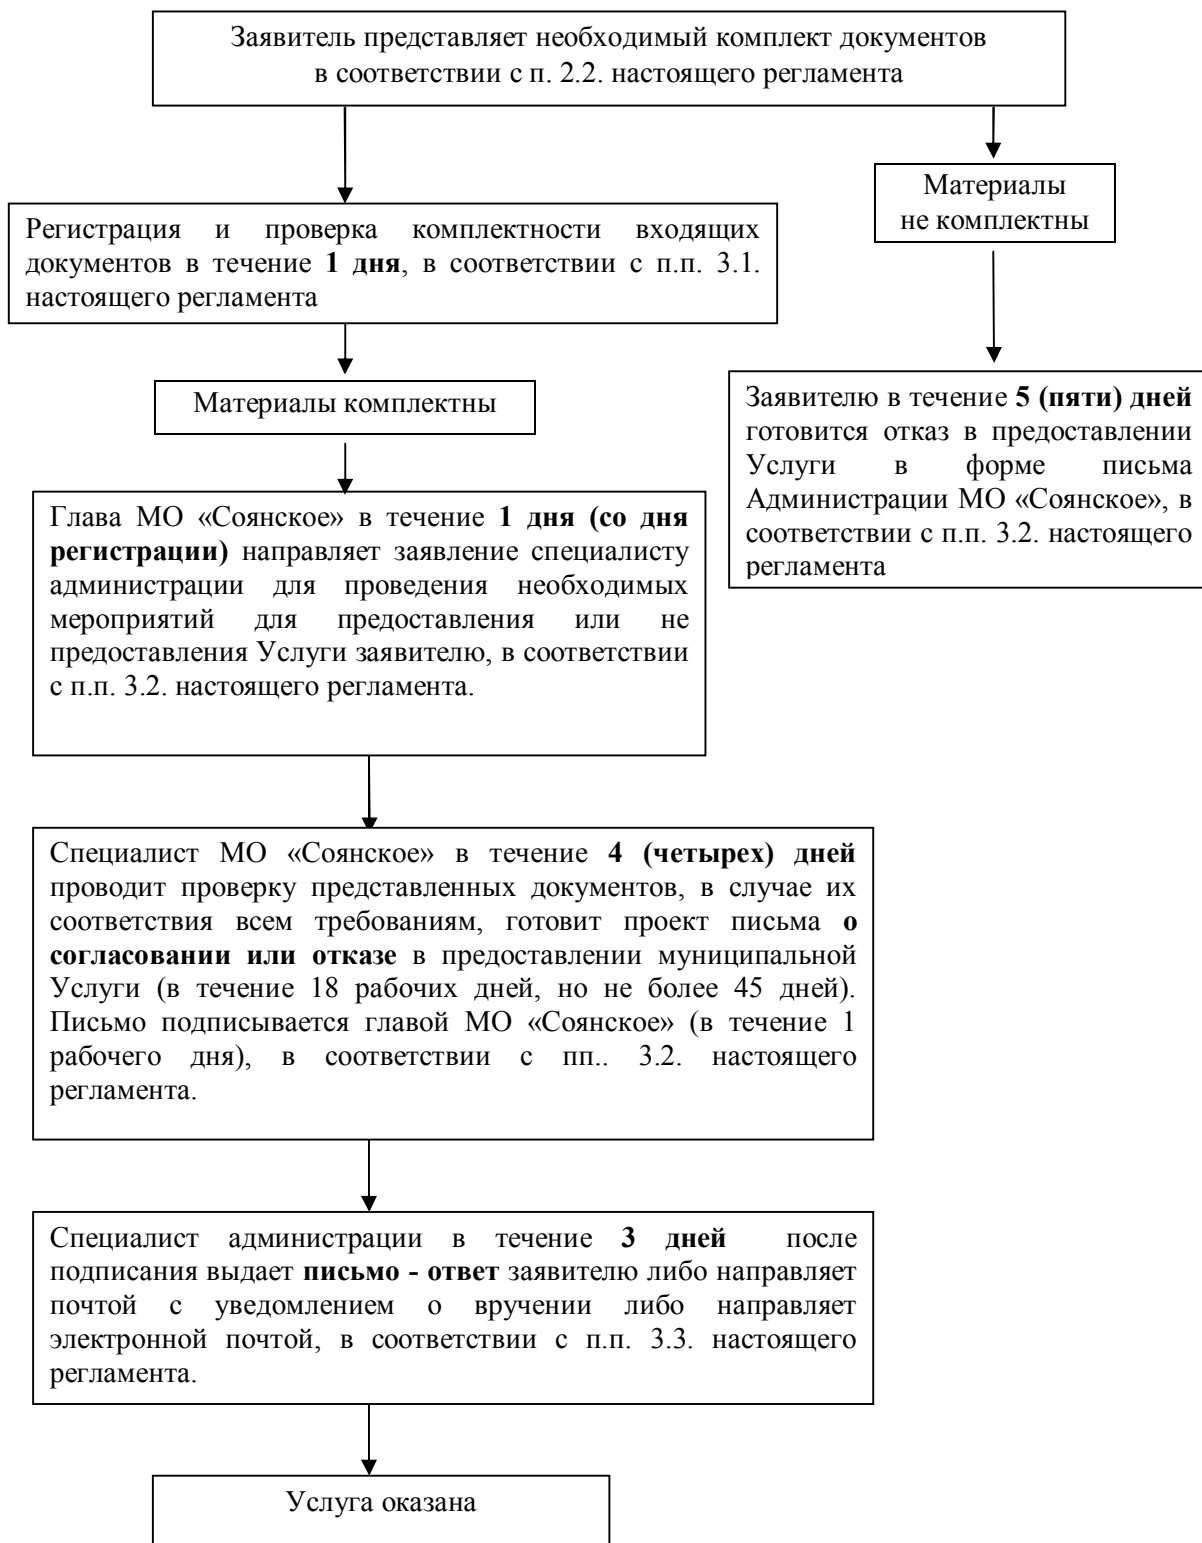 Заявитель представляет необходимый комплект документов
в соответствии с п. 2.2. настоящего регламента
Материалы
не комплектны
Регистрация и проверка комплектности входящих
документов в течение 1 дня, в соответствии с п.п. 3.1.
настоящего регламента
Материалы комплектны
Заявителю в течение 5 (пяти) дней
готовится отказ в предоставлении
Услуги в форме письма
Администрации МО «Соянское», в
соответствии с п.п. 3.2. настоящего
регламента
Глава МО «Соянское» в течение 1 дня (со дня
регистрации) направляет заявление специалисту
администрации для проведения необходимых
мероприятий для предоставления или не
предоставления Услуги заявителю, в соответствии
с п.п. 3.2. настоящего регламента.
Специалист МО «Соянское» в течение 4 (четырех) дней
проводит проверку представленных документов, в случае их
соответствия всем требованиям, готовит проект письма о
согласовании или отказе в предоставлении муниципальной
Услуги (в течение 18 рабочих дней, но не более 45 дней).
Письмо подписывается главой МО «Соянское» (в течение 1
рабочего дня), в соответствии с пп.. 3.2. настоящего
регламента.
Специалист администрации в течение 3 дней после
подписания выдает письмо - ответ заявителю либо направляет
почтой с уведомлением о вручении либо направляет
электронной почтой, в соответствии с п.п. 3.3. настоящего
регламента.
Услуга оказана